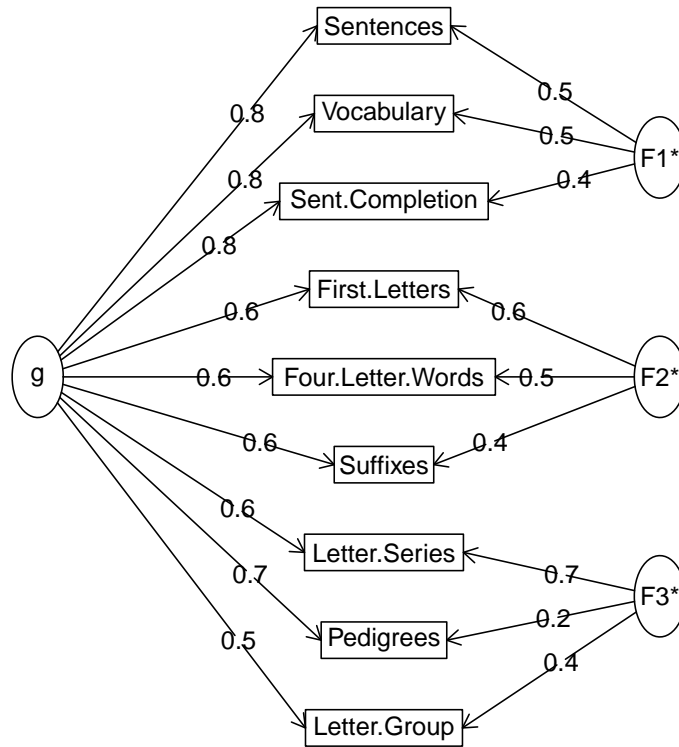 Sentences
0.8
0.5
Vocabulary
0.8
0.5
F1*
Sent.Completion
0.8
0.4
First.Letters
0.6
0.6
g
Four.Letter.Words
0.6
0.5
F2*
Suffixes
0.6
0.4
Letter.Series
0.6
0.7
F3*
Pedigrees
0.7
0.2
Letter.Group
0.5
0.4